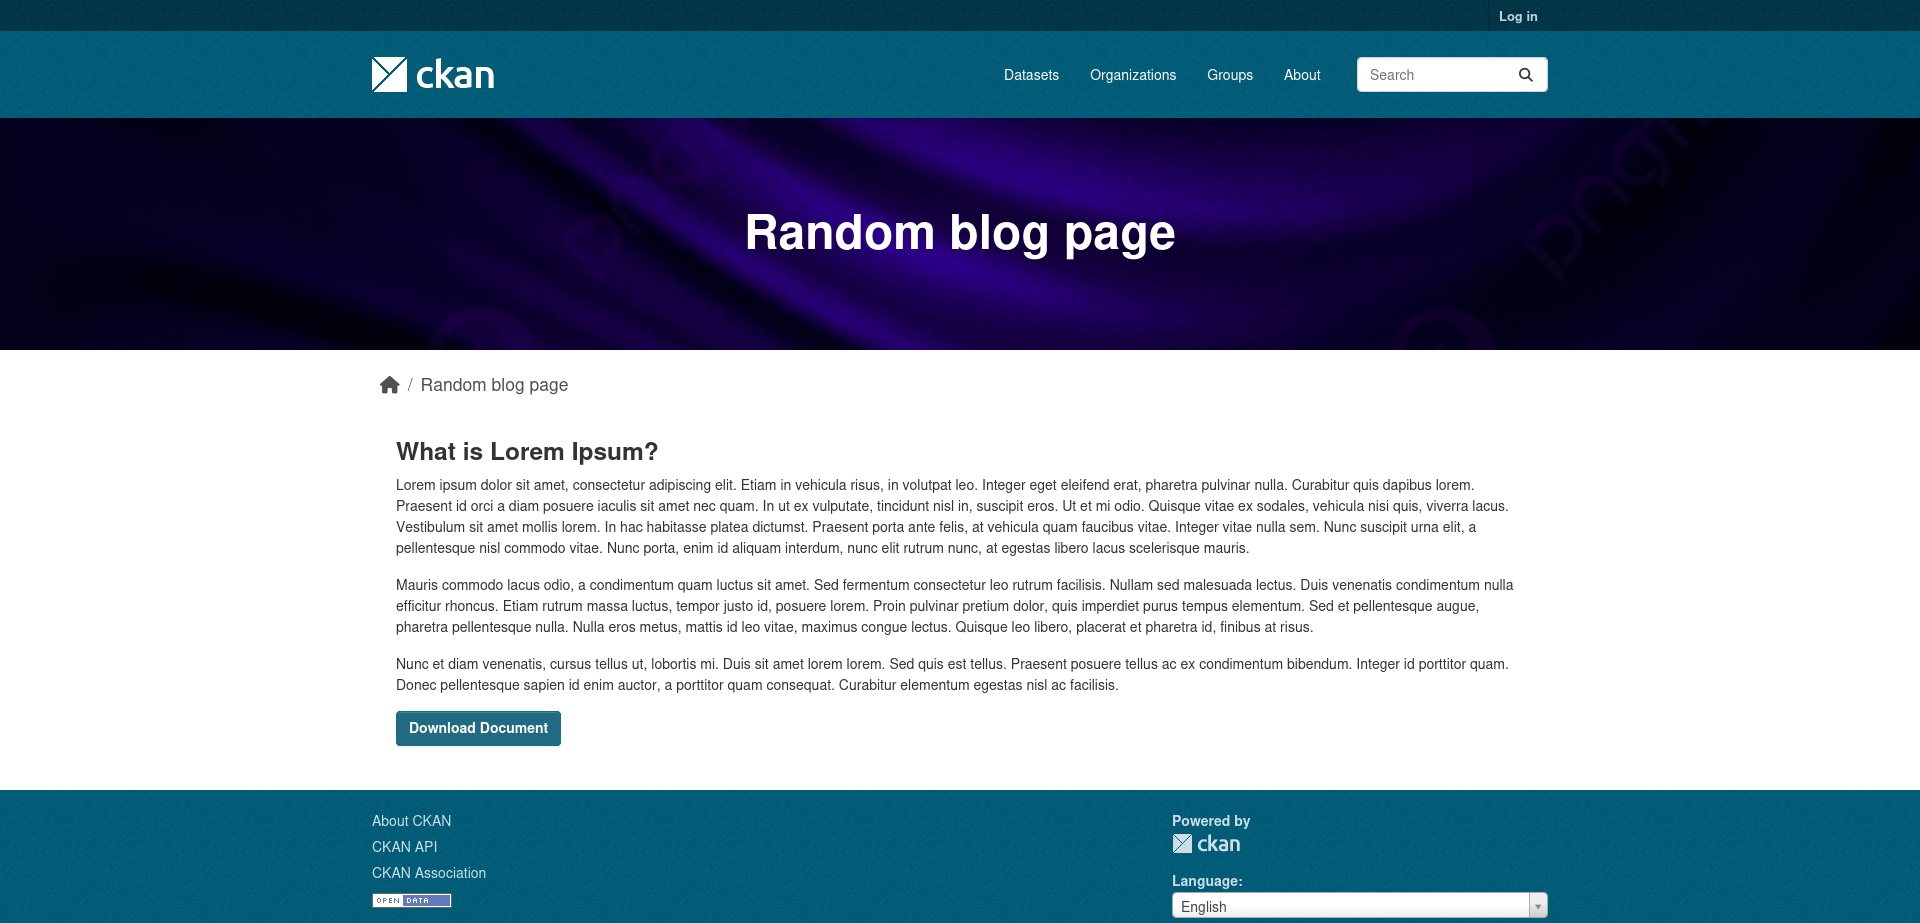 Log in
ckan
Datasets
Organizations
Groups
About
Search
Random blog page
/ Random blog page
What is Lorem Ipsum?
Lorem ipsum dolor sit amet, consectetur adipiscing elit. Etiam in vehicula risus, in volutpat leo. Integer eget eleifend erat, pharetra pulvinar nulla. Curabitur quis dapibus lorem.
Praesent id orci a diam posuere iaculis sit amet nec quam. In ut ex vulputate, tincidunt nisl in, suscipit eros. Ut et mi odio. Quisque vitae ex sodales, vehicula nisi quis, viverra lacus.
Vestibulum sit amet mollis lorem. In hac habitasse platea dictumst. Praesent porta ante felis, at vehicula quam faucibus vitae. Integer vitae nulla sem. Nunc suscipit urna elit, a
pellentesque nisl commodo vitae. Nunc porta, enim id aliquam interdum, nunc elit rutrum nunc, at egestas libero lacus scelerisque mauris.
Mauris commodo lacus odio, a condimentum quam luctus sit amet. Sed fermentum consectetur leo rutrum facilisis. Nullam sed malesuada lectus. Duis venenatis condimentum nulla
efficitur rhoncus. Etiam rutrum massa luctus, tempor justo id, posuere lorem. Proin pulvinar pretium dolor, quis imperdiet purus tempus elementum. Sed et pellentesque augue,
pharetra pellentesque nulla. Nulla eros metus, mattis id leo vitae, maximus congue lectus. Quisque leo libero, placerat et pharetra id, finibus at risus.
Nunc et diam venenatis, cursus tellus ut, lobortis mi. Duis sit amet lorem lorem. Sed quis est tellus. Praesent posuere tellus ac ex condimentum bibendum. Integer id porttitor quam.
Donec pellentesque sapien id enim auctor, a porttitor quam consequat. Curabitur elementum egestas nisl ac facilisis.
Download Document
About CKAN
CKAN API
CKAN Association
OPEN DATA
Powered by
ckan
Language:
English